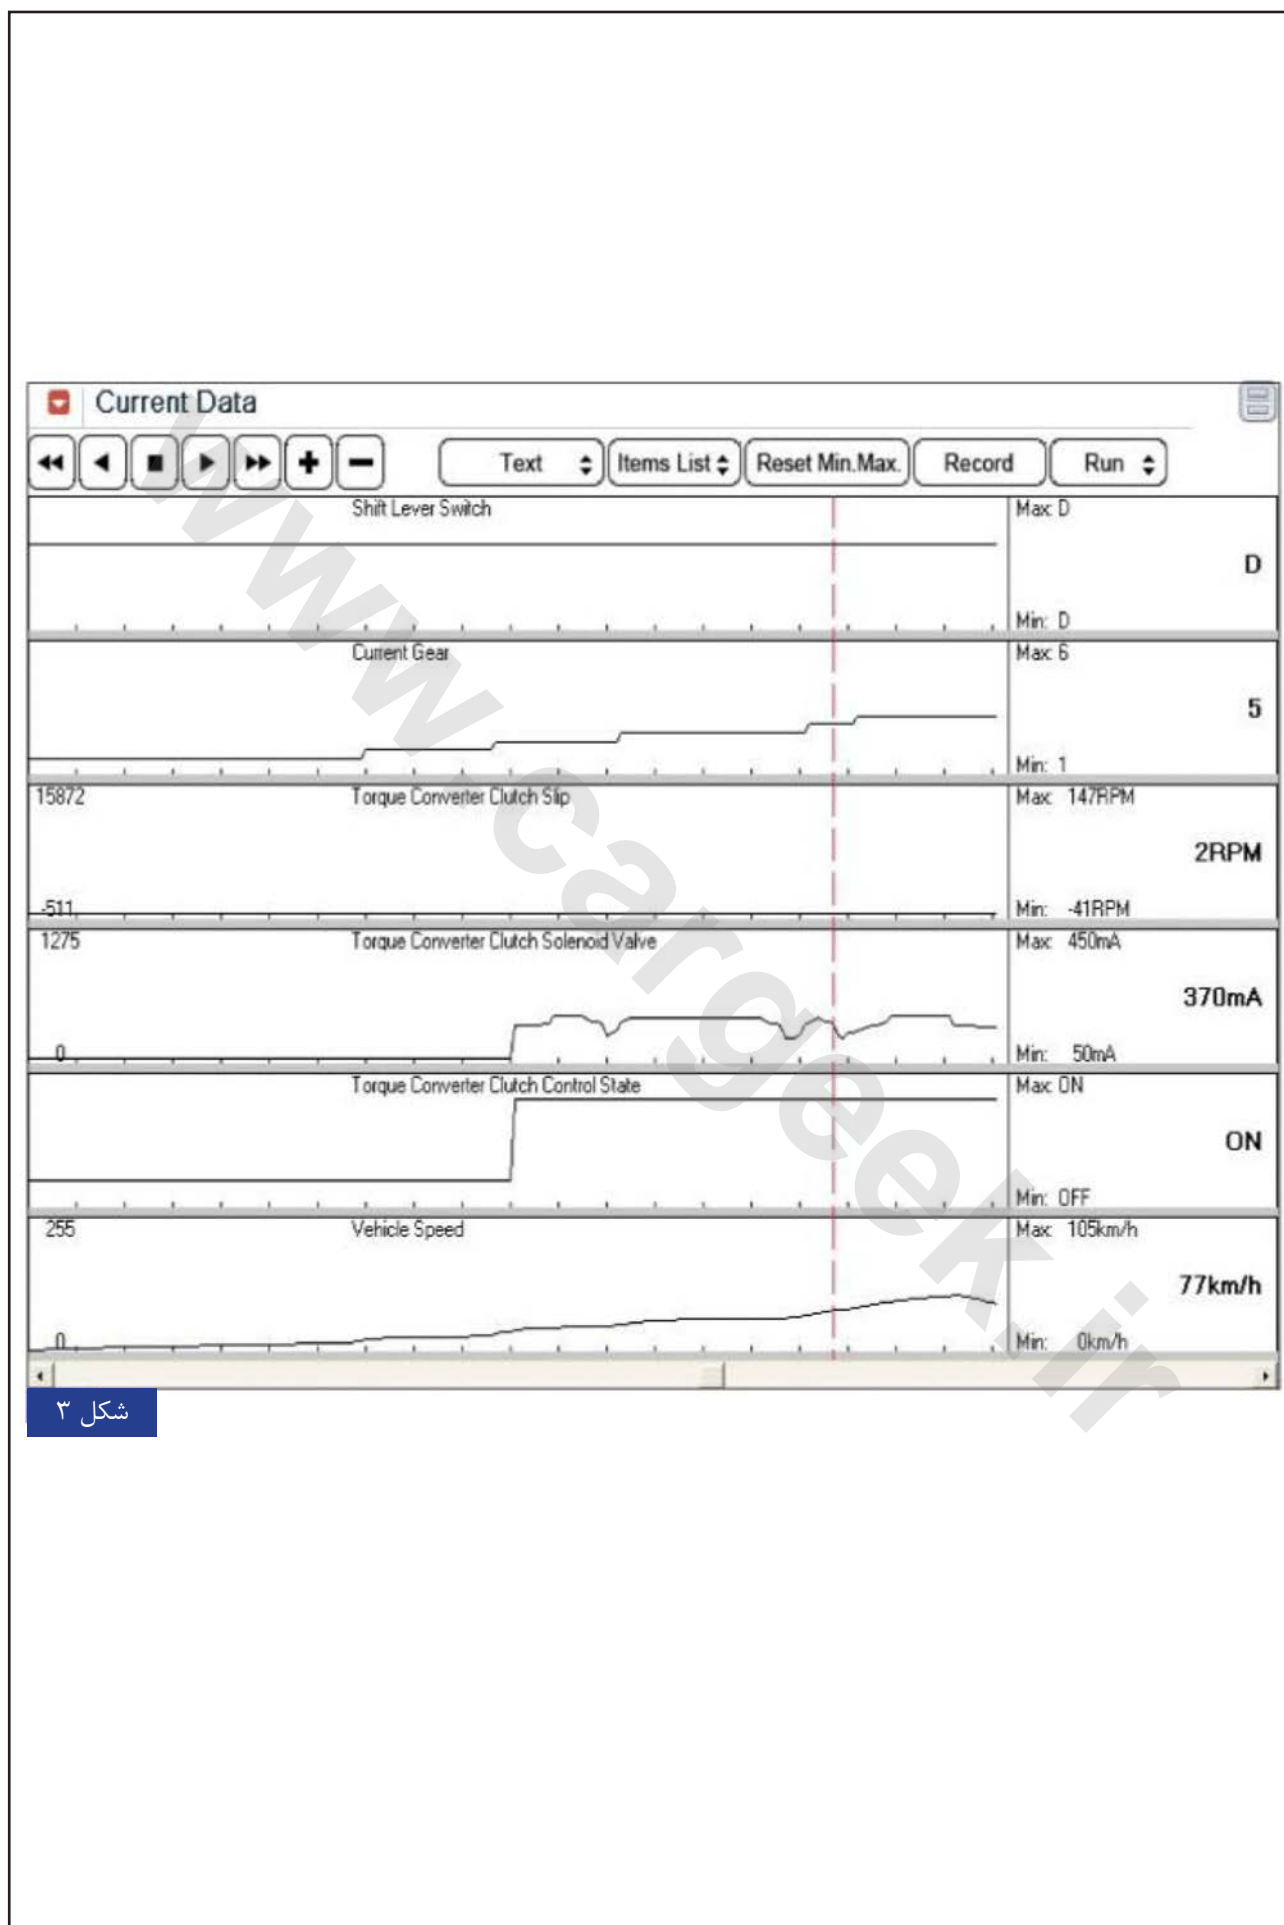 Current Data
Text Items List Reset Min.Max. Record Run
Shift Lever Switch Max: D
D
Min: D
Current Gear Max: 6
5
Min: 1
15872 Torque Converter Clutch Slip Max: 147RPM
2RPM
-511 Min: -41RPM
1275 Torque Converter Clutch Solenoid Valve Max: 450mA
370mA
0 Min: 50mA
Torque Converter Clutch Control State Max: ON
ON
Min: OFF
255 Vehicle Speed Max: 105km/h
77km/h
0 Min: 0km/h
شکل ۳
www.cargeek.ir